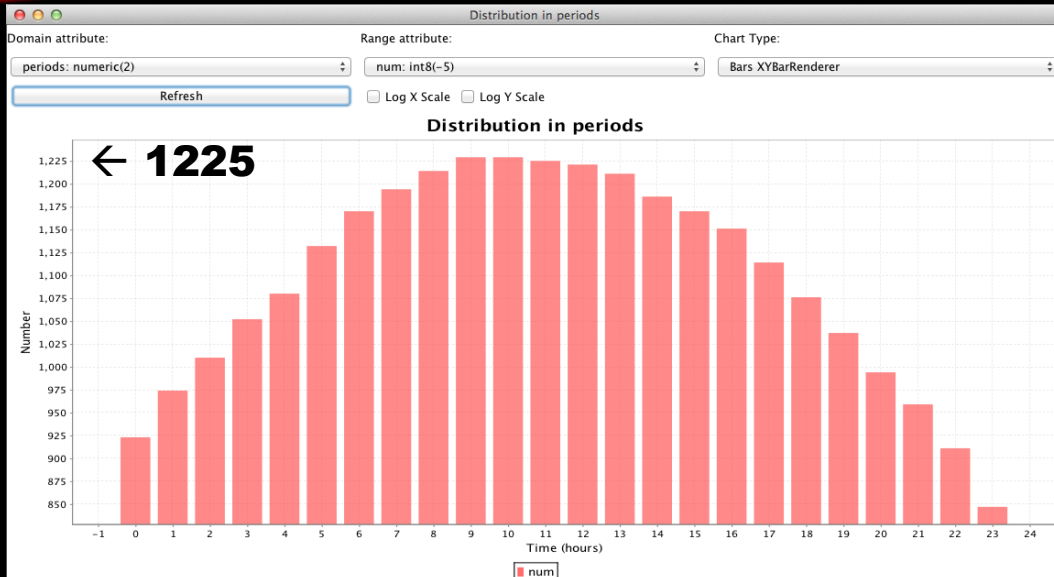 Distribution in periods
Domain attribute: Range attribute: Chart Type:
periods: numeric(2) num: int8(-5) Bars XYBarRenderer
Refresh Log X Scale Log Y Scale
Distribution in periods
← 1225
1,225
1,200
1,175
1,150
1,125
1,100
1,075
1,050
1,025
1,000
975
950
925
900
875
850
Number
-1 0 1 2 3 4 5 6 7 8 9 10 11 12 13 14 15 16 17 18 19 20 21 22 23 24
Time (hours)
num